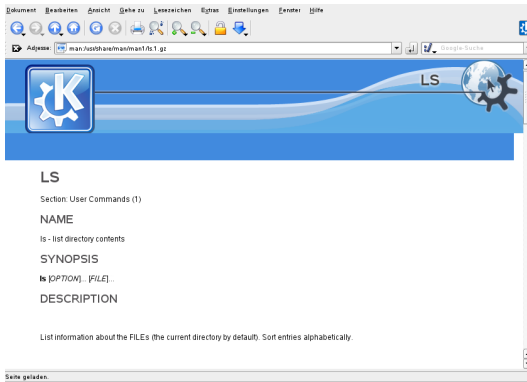 Dokument Bearbeiten Ansicht Gehe zu Lesezeichen Extras Einstellungen Fenster Hilfe
Adresse: man:/usr/share/man/man1/ls.1.gz Google-Suche
LS
LS
Section: User Commands (1)
NAME
ls - list directory contents
SYNOPSIS
ls [OPTION]... [FILE]...
DESCRIPTION
List information about the FILEs (the current directory by default). Sort entries alphabetically.
Seite geladen.